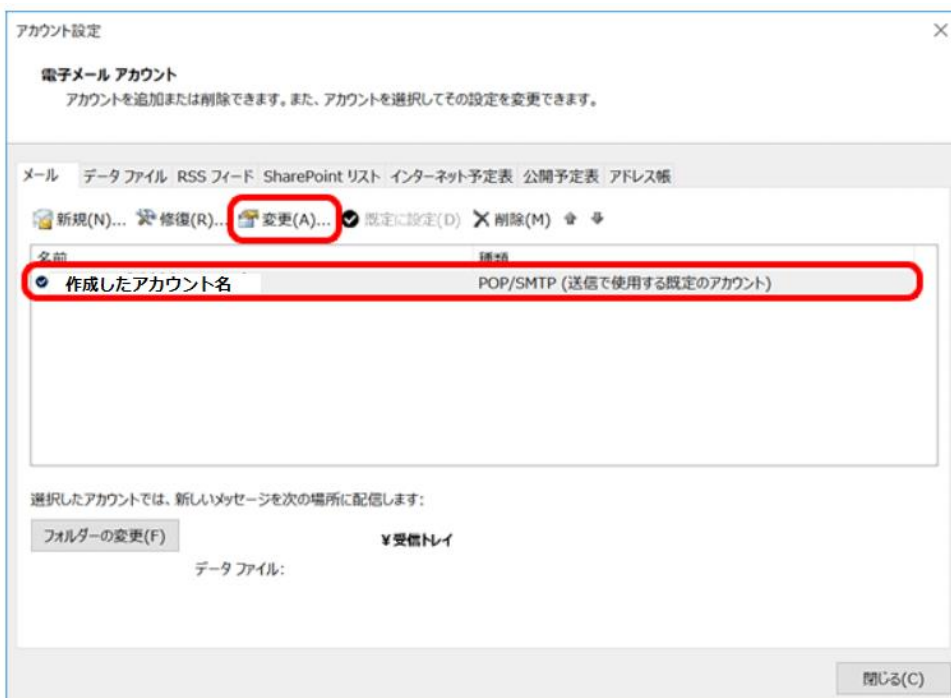 アカウント設定
電子メール アカウント
アカウントを追加または削除できます。また、アカウントを選択してその設定を変更できます。
メール データ ファイル RSS フィード SharePoint リスト インターネット予定表 公開予定表 アドレス帳
新規(N)... 修復(R)... 変更(A)... 既定に設定(D) 削除(M)
名前 種類
作成したアカウント名 POP/SMTP (送信で使用する既定のアカウント)
選択したアカウントでは、新しいメッセージを次の場所に配信します:
フォルダーの変更(F) ¥受信トレイ
データ ファイル:
閉じる(C)